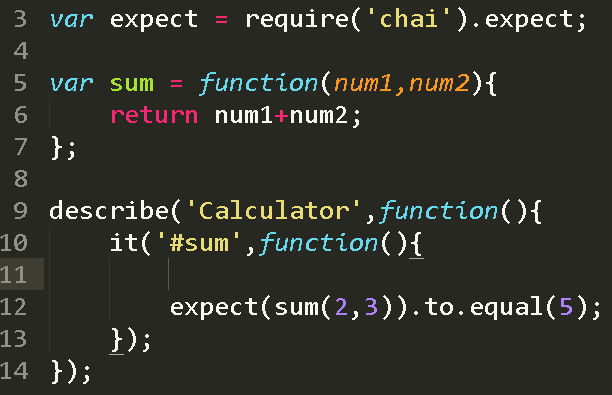 3 var expect = require('chai').expect;
4
5 var sum = function(num1,num2){
6     return num1+num2;
7 };
8
9 describe('Calculator',function(){
10     it('#sum',function(){
11
12         expect(sum(2,3)).to.equal(5);
13     });
14 });